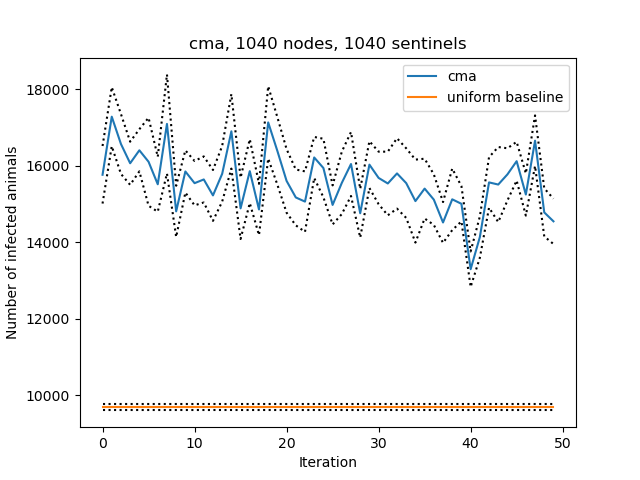 cma, 1040 nodes, 1040 sentinels
cma
uniform baseline
Number of infected animals
18000
16000
14000
12000
10000
0
10
20
30
40
50
Iteration